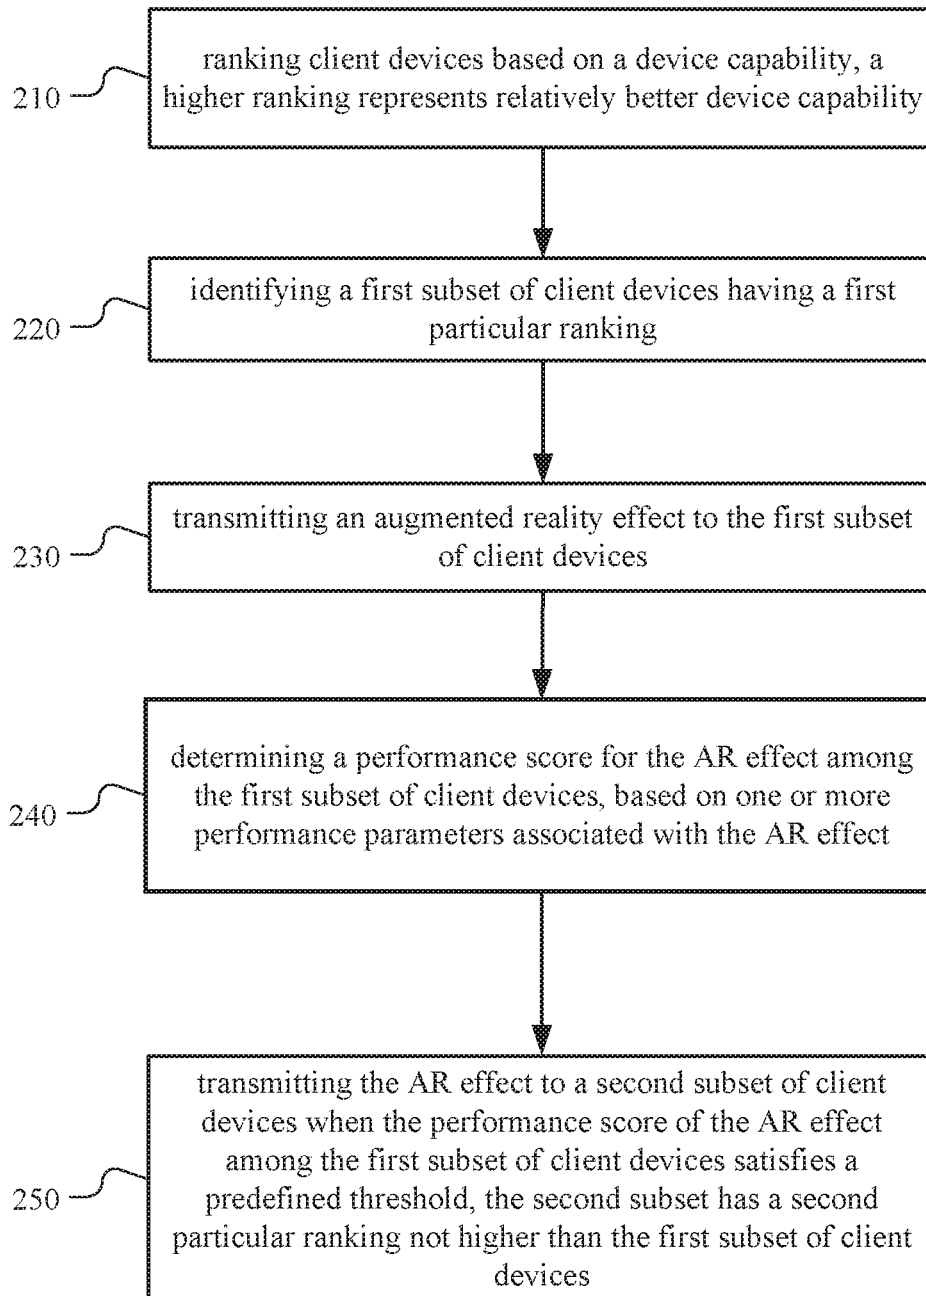 210
ranking client devices based on a device capability, a
higher ranking represents relatively better device capability
220
identifying a first subset of client devices having a first
particular ranking
230
transmitting an augmented reality effect to the first subset
of client devices
240
determining a performance score for the AR effect among
the first subset of client devices, based on one or more
performance parameters associated with the AR effect
250
transmitting the AR effect to a second subset of client
devices when the performance score of the AR effect
among the first subset of client devices satisfies a
predefined threshold, the second subset has a second
particular ranking not higher than the first subset of client
devices